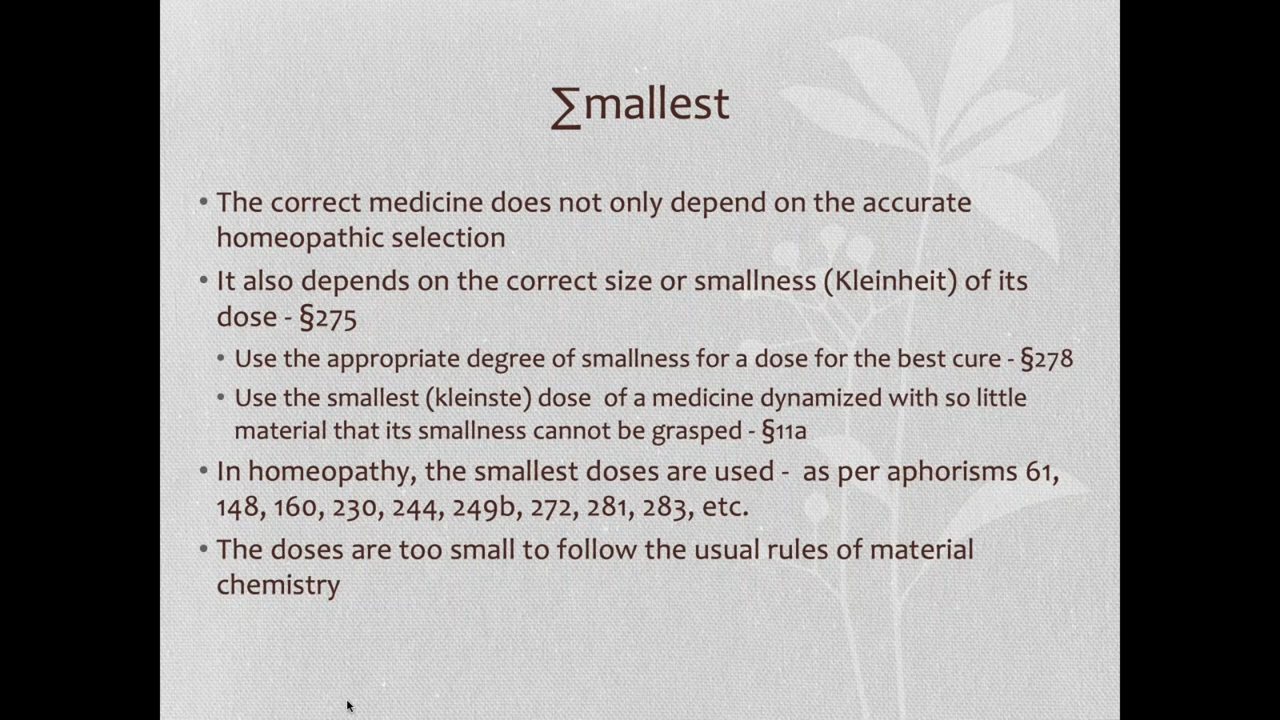 ∑mallest
• The correct medicine does not only depend on the accurate
homeopathic selection
• It also depends on the correct size or smallness (Kleinheit) of its
dose - §275
• Use the appropriate degree of smallness for a dose for the best cure - §278
• Use the smallest (kleinste) dose  of a medicine dynamized with so little
material that its smallness cannot be grasped - §11a
• In homeopathy, the smallest doses are used -  as per aphorisms 61,
148, 160, 230, 244, 249b, 272, 281, 283, etc.
• The doses are too small to follow the usual rules of material
chemistry